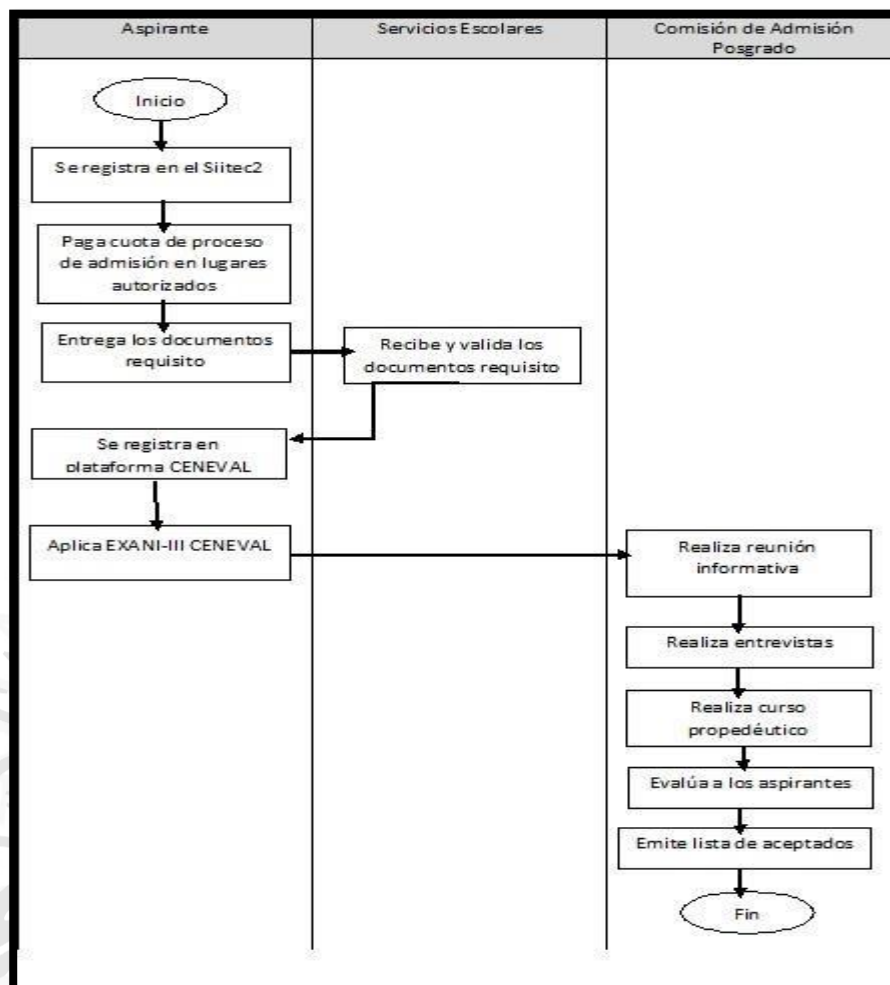 Aspirante
Servicios Escolares
Comisión de Admisión
Posgrado
Inicio
Se registra en el Siitec2
Paga cuota de proceso
de admisión en lugares
autorizados
Entrega los documentos
requisito
Recibe y valida los
documentos requisito
Se registra en
plataforma CENEVAL
Aplica EXANI-III CENEVAL
Realiza reunión
informativa
Realiza entrevistas
Realiza curso
propedéutico
Evalúa a los aspirantes
Emite lista de aceptados
Fin